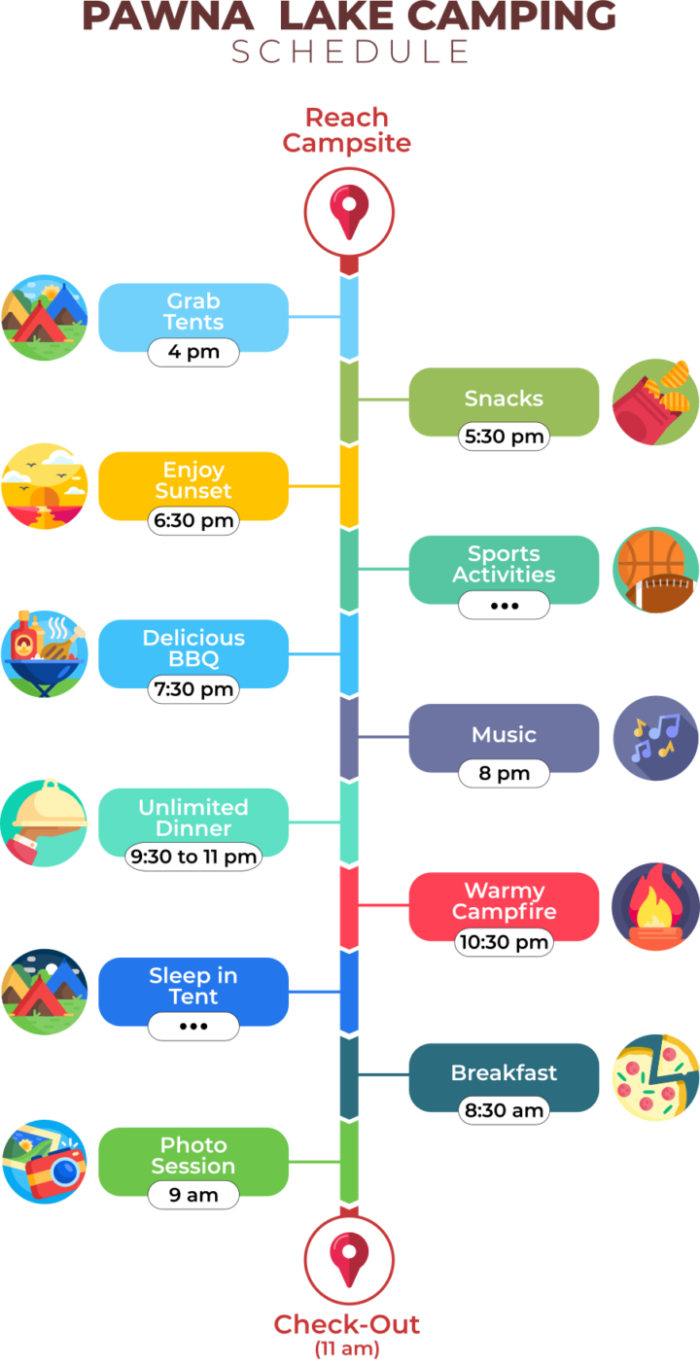 PAWNA LAKE CAMPING
SCHEDULE
Reach
Campsite
Grab
Tents
4 pm
Snacks
5:30 pm
Enjoy
Sunset
6:30 pm
Sports
Activities
•••
Delicious
BBQ
7:30 pm
Music
8 pm
Unlimited
Dinner
9:30 to 11 pm
Warmy
Campfire
10:30 pm
Sleep in
Tent
•••
Breakfast
8:30 am
Photo
Session
9 am
Check-Out
(11 am)